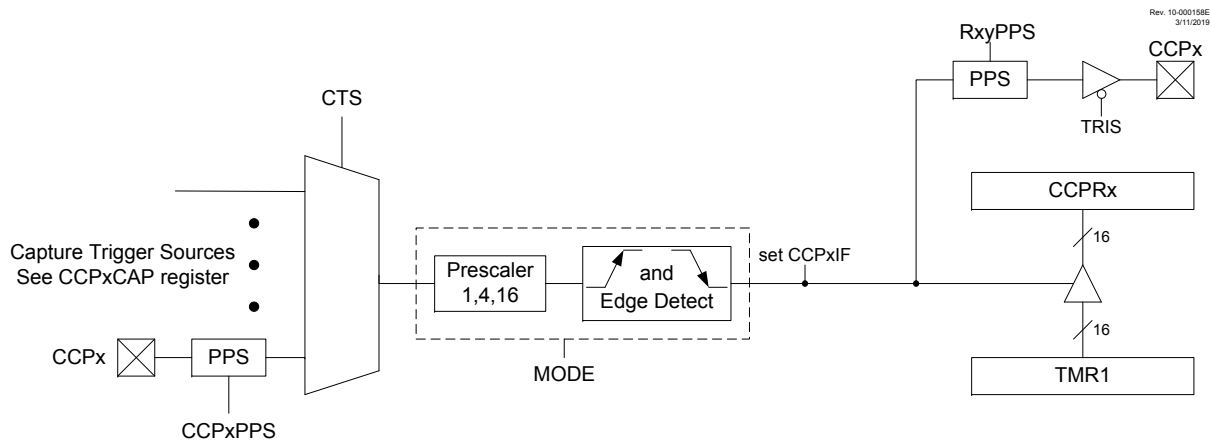 Rev. 10-000158E
3/11/2019
RxyPPS
CCPx
PPS
TRIS
CTS
CCPRx
16
Capture Trigger Sources
See CCPxCAP register
Prescaler
1,4,16
and
Edge Detect
set CCPxIF
16
CCPx
PPS
MODE
TMR1
CCPxPPS